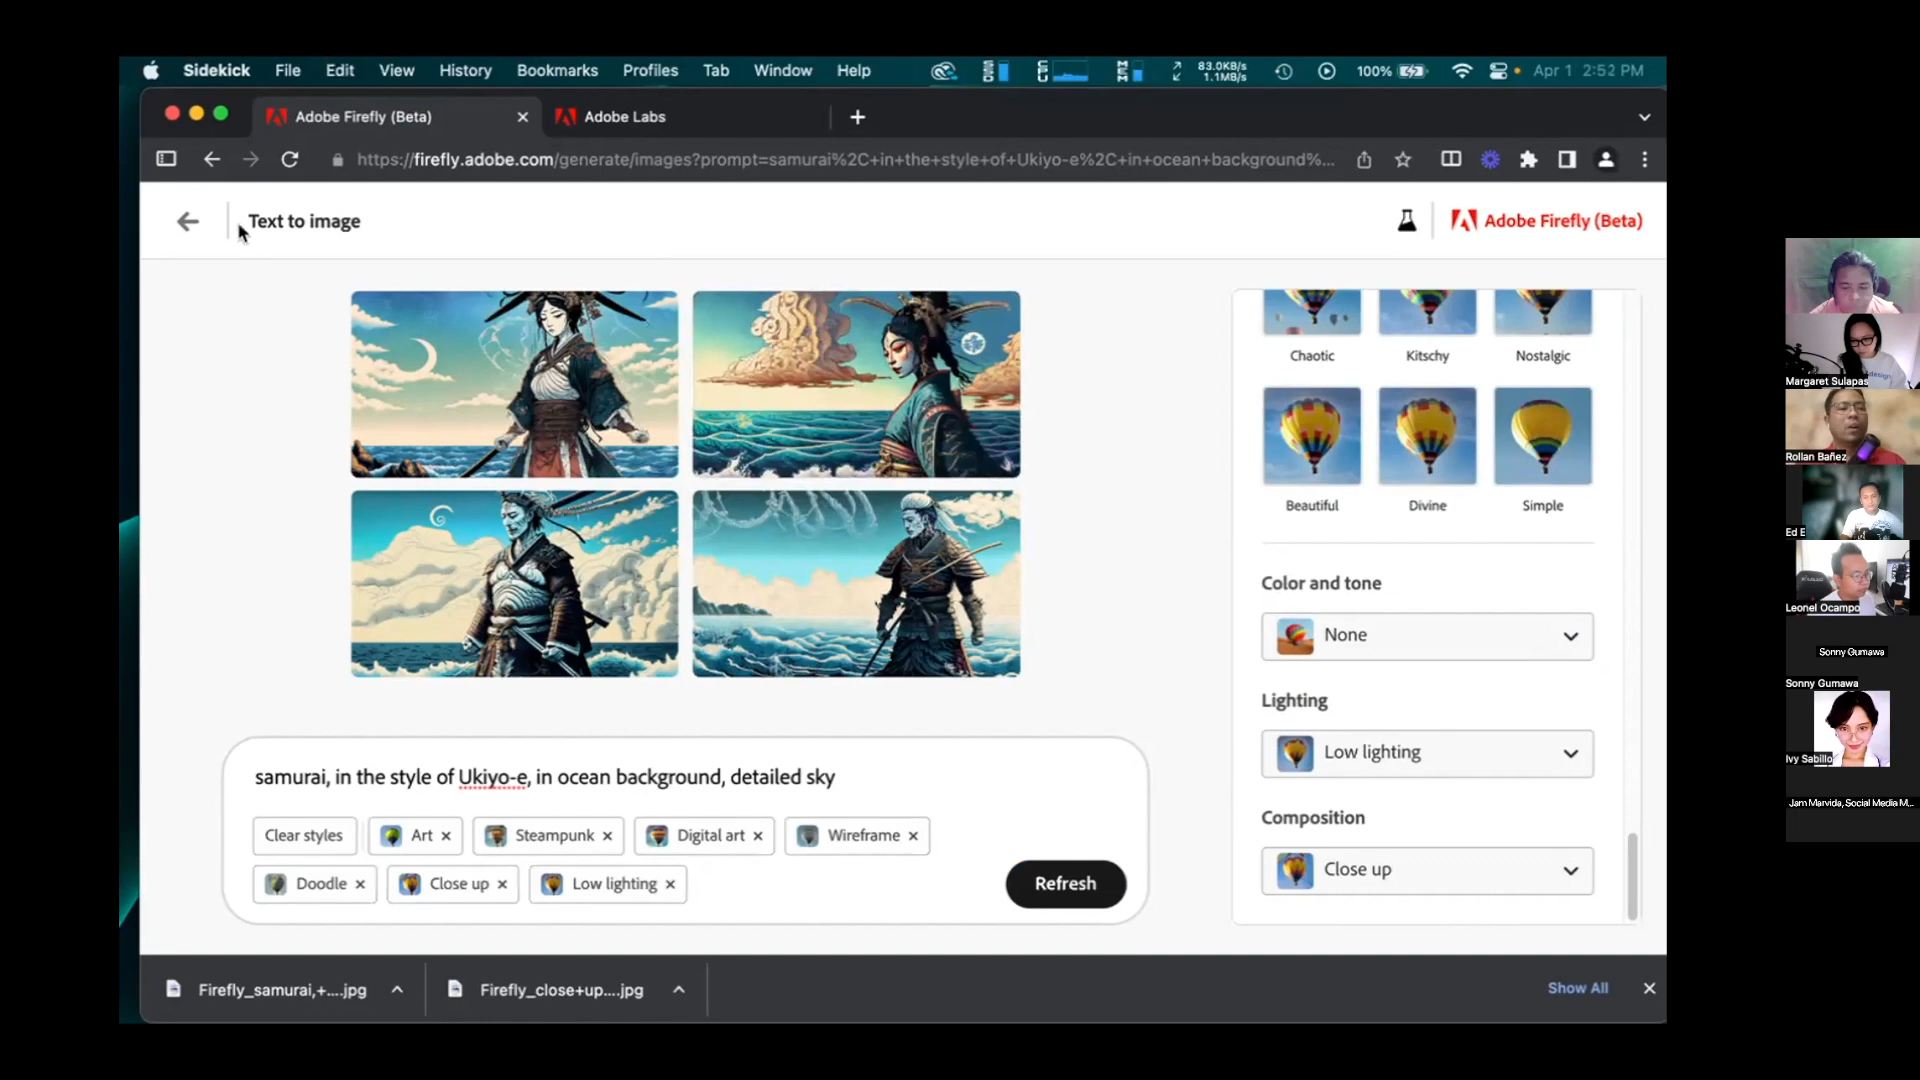 Sidekick File Edit View History Bookmarks Profiles Tab Window Help 83.0KB/s 1.1MB/s 100% Apr 1 2:52 PM
Adobe Firefly (Beta) Adobe Labs
https://firefly.adobe.com/generate/images?prompt=samurai%2C+in+the+style+of+Ukiyo-e%2C+in+ocean+background%...
Text to image
Adobe Firefly (Beta)
Chaotic Kitschy Nostalgic
Beautiful Divine Simple
Color and tone
None
Lighting
Low lighting
Composition
Close up
samurai, in the style of Ukiyo-e, in ocean background, detailed sky
Clear styles Art Steampunk Digital art Wireframe
Doodle Close up Low lighting
Refresh
Firefly_samurai,+....jpg Firefly_close+up....jpg Show All
Margaret Sulapas
Rollan Bañez
Ed E
Leonel Ocampo
Sonny Gumawa
Sonny Gumawa
Ivy Sabillo
Jam Marvida, Social Media M...